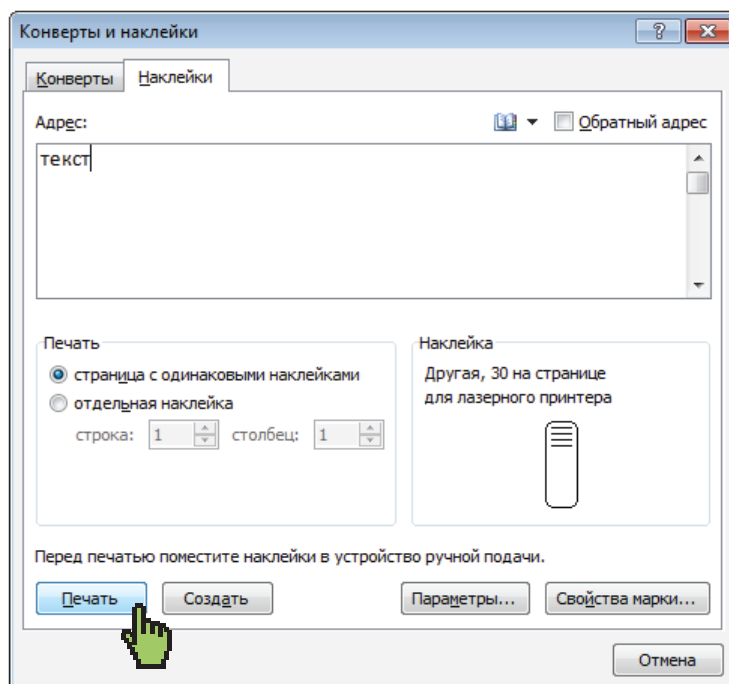 Конверты и наклейки
Конверты Наклейки
Адрес: Обратный адрес
текст
Печать
страница с одинаковыми наклейками
отдельная наклейка
строка: 1 столбец: 1
Наклейка
Другая, 30 на странице
для лазерного принтера
Перед печатью поместите наклейки в устройство ручной подачи.
Печать Создать Параметры... Свойства марки...
Отмена